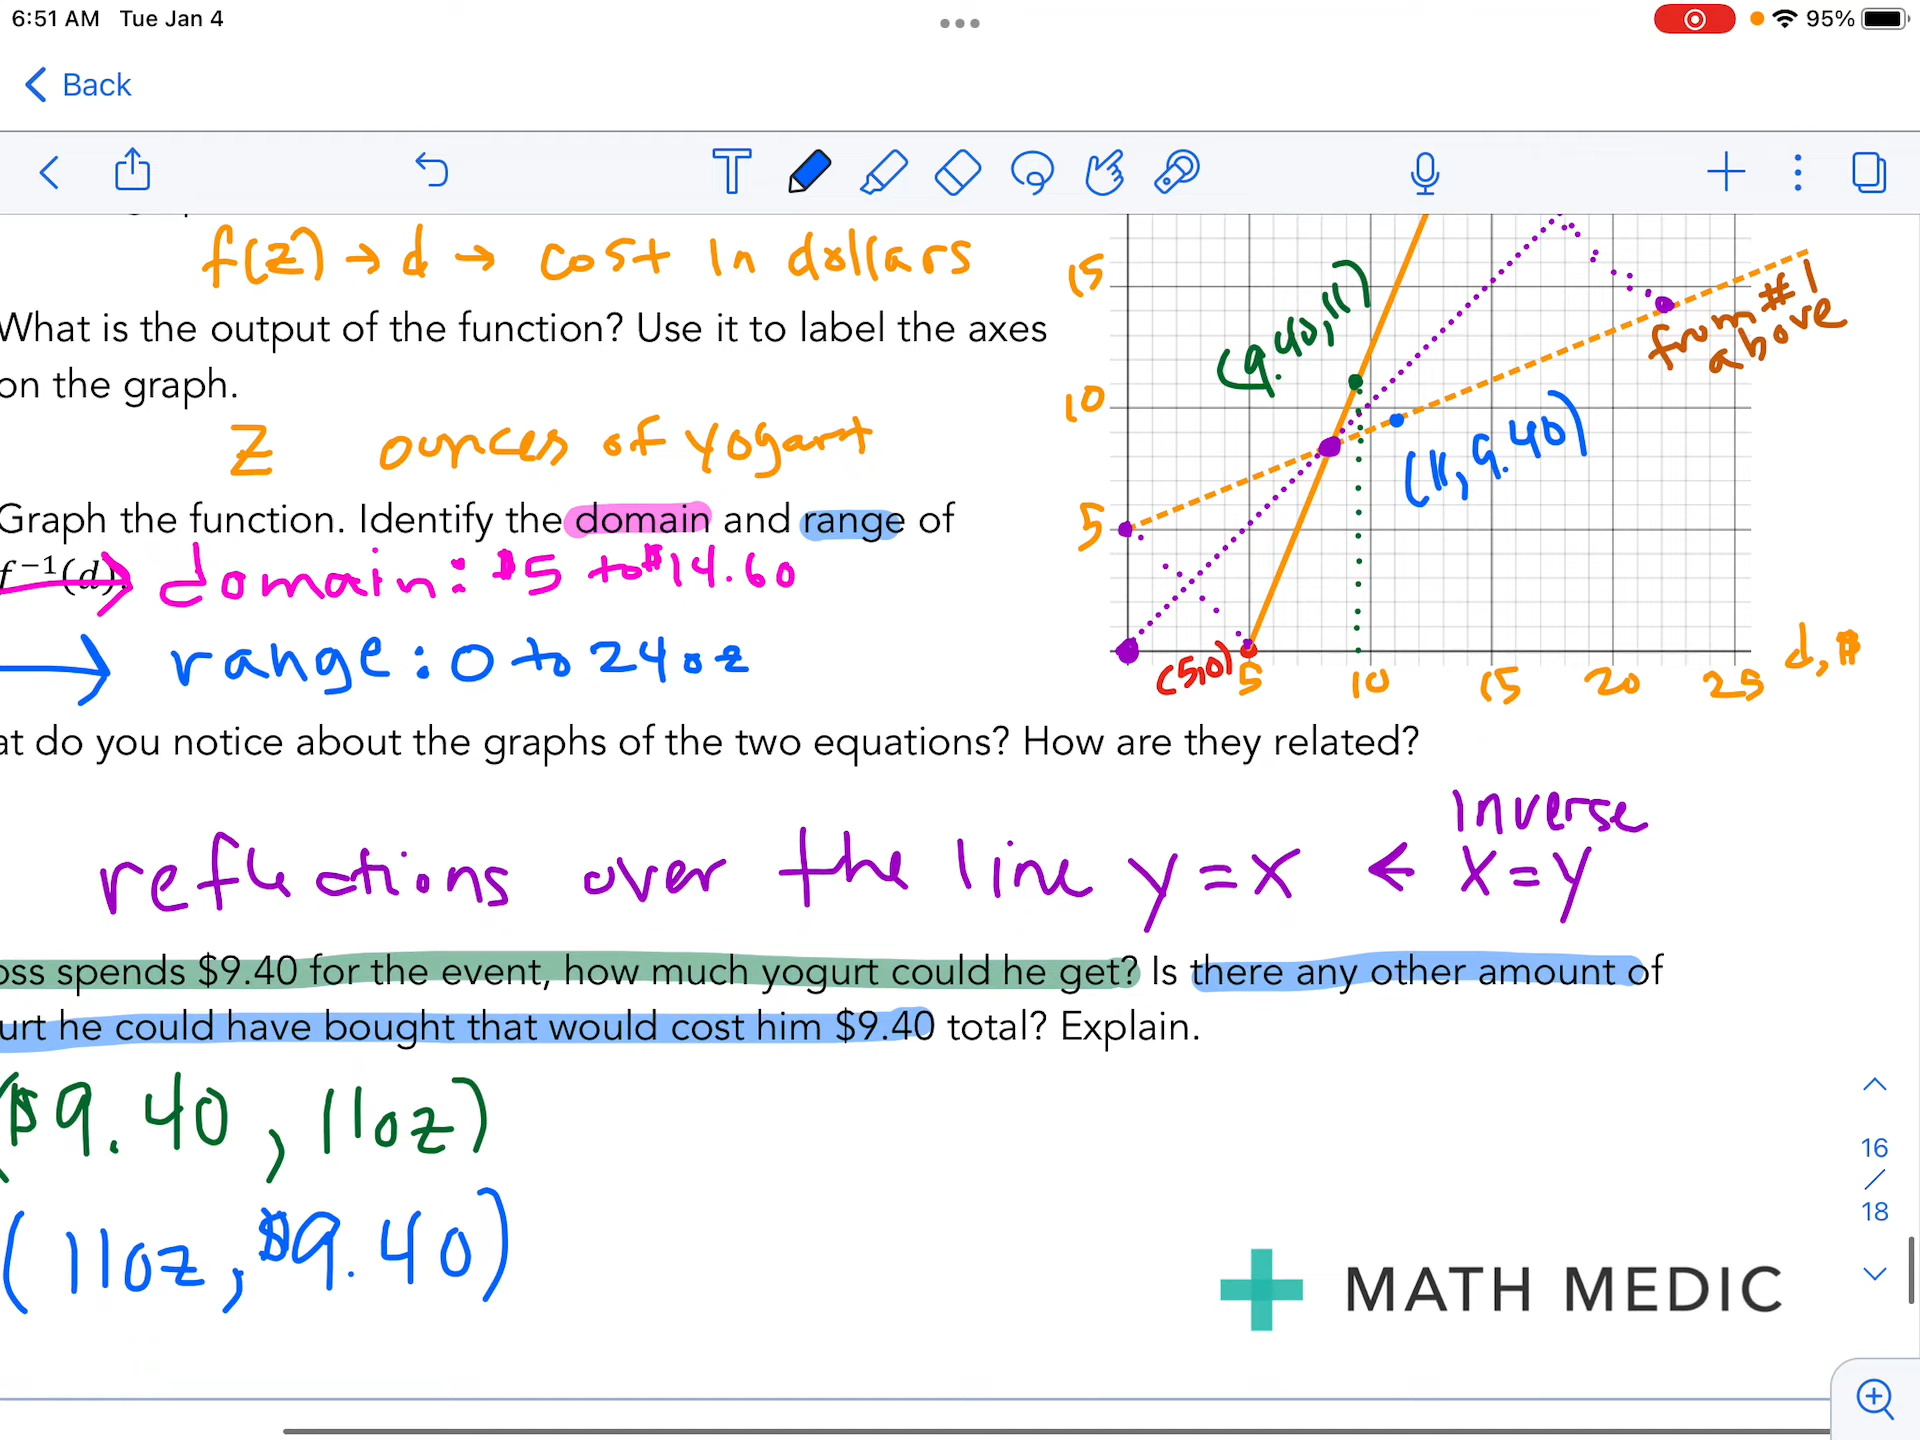 6:51 AM Tue Jan 4
95%
Back
f(z) → d → cost in dollars
What is the output of the function? Use it to label the axes
on the graph.
z ounces of yogurt
Graph the function. Identify the domain and range of
f⁻¹(d)
domain: $5 to $14.60
range: 0 to 24 oz
15
10
5
(9.40, 11)
(11, 9.40)
from #1
above
(5,0) 5 10 15 20 25
d, $
at do you notice about the graphs of the two equations? How are they related?
inverse
reflections over the line y = x ← x = y
oss spends $9.40 for the event, how much yogurt could he get? Is there any other amount of
urt he could have bought that would cost him $9.40 total? Explain.
($9.40, 11oz)
(11oz, $9.40)
16
/
18
MATH MEDIC